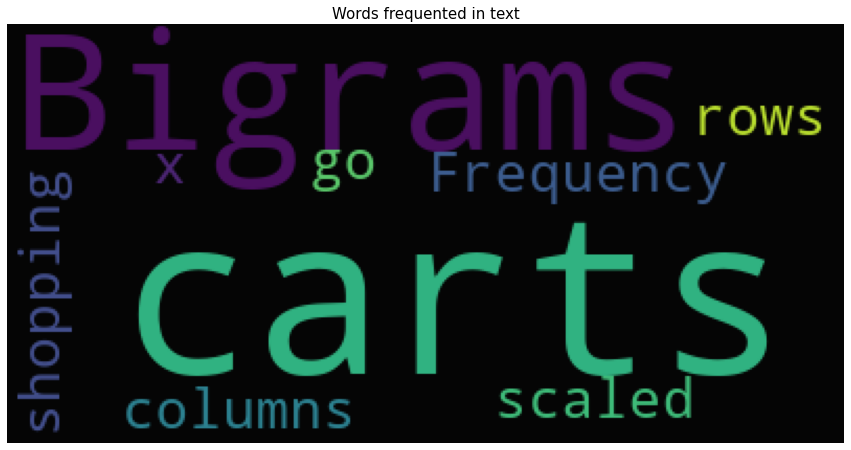 Words frequented in text
Bigrams
rows
x
go
Frequency
shopping
carts
columns
scaled